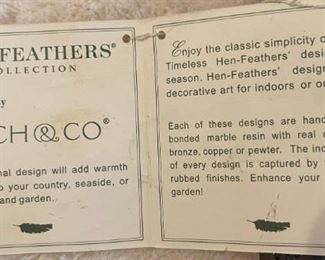 FEATHERS®
OLLECTION
y
CH&CO®
nal design will add warmth
o your country, seaside, or
and garden..
Enjoy the classic simplicity o
Timeless Hen-Feathers' desi
season. Hen-Feathers' design
decorative art for indoors or ou
Each of these designs are hand
bonded marble resin with real
bronze, copper or pewter. The ind
of every design is captured by
rubbed finishes. Enhance your
garden!